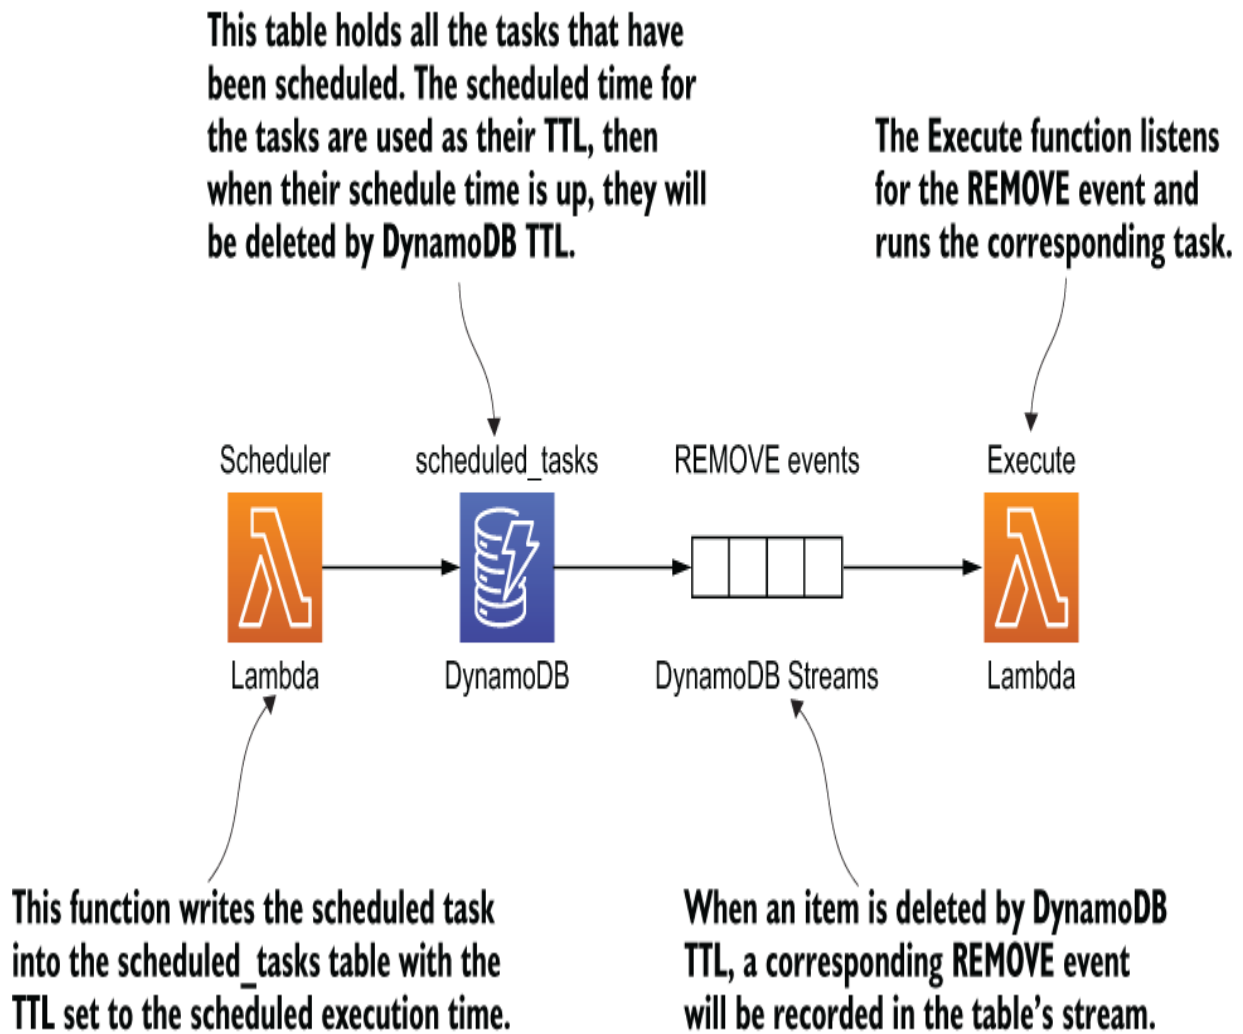 This table holds all the tasks that have
been scheduled. The scheduled time for
the tasks are used as their TTL, then
when their schedule time is up, they will
be deleted by DynamoDB TTL.
The Execute function listens
for the REMOVE event and
runs the corresponding task.
Scheduler
scheduled_tasks
REMOVE events
Execute
Lambda
DynamoDB
DynamoDB Streams
Lambda
This function writes the scheduled task
into the scheduled_tasks table with the
TTL set to the scheduled execution time.
When an item is deleted by DynamoDB
TTL, a corresponding REMOVE event
will be recorded in the table’s stream.